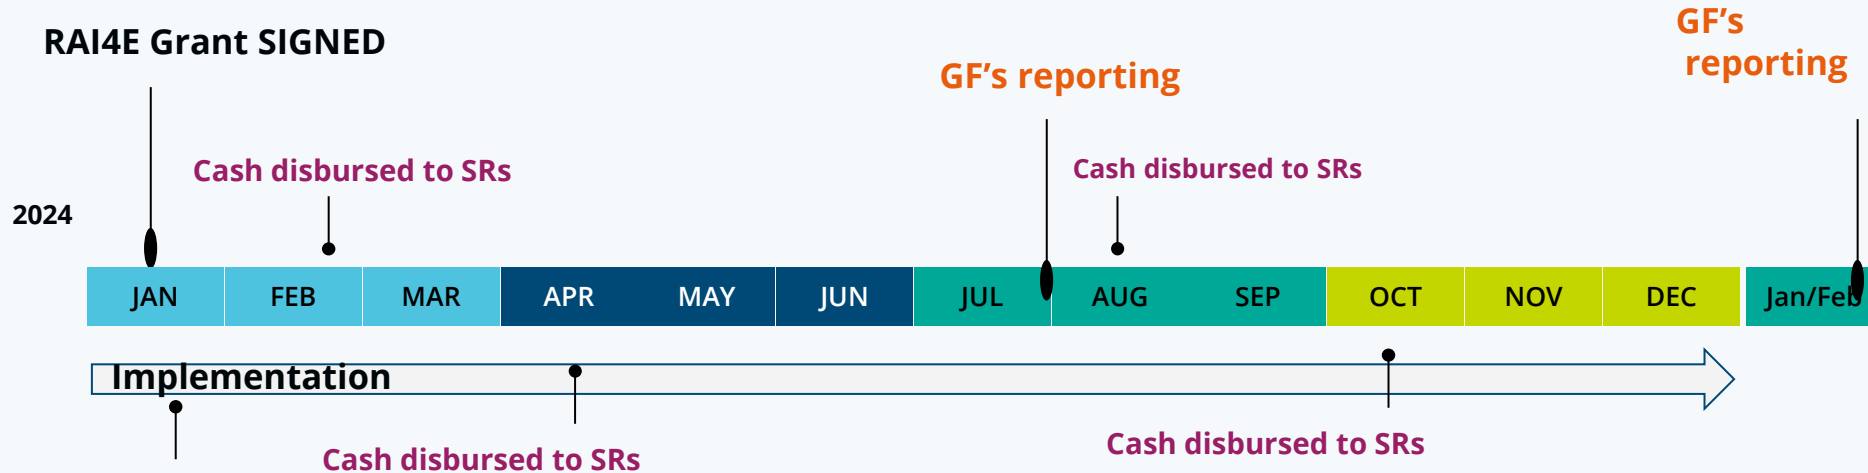 RAI4E Grant SIGNED
GF’s
reporting
GF’s reporting
Cash disbursed to SRs
Cash disbursed to SRs
2024
JAN FEB MAR APR MAY JUN JUL AUG SEP OCT NOV DEC Jan/Feb
Implementation
Cash disbursed to SRs
Cash disbursed to SRs